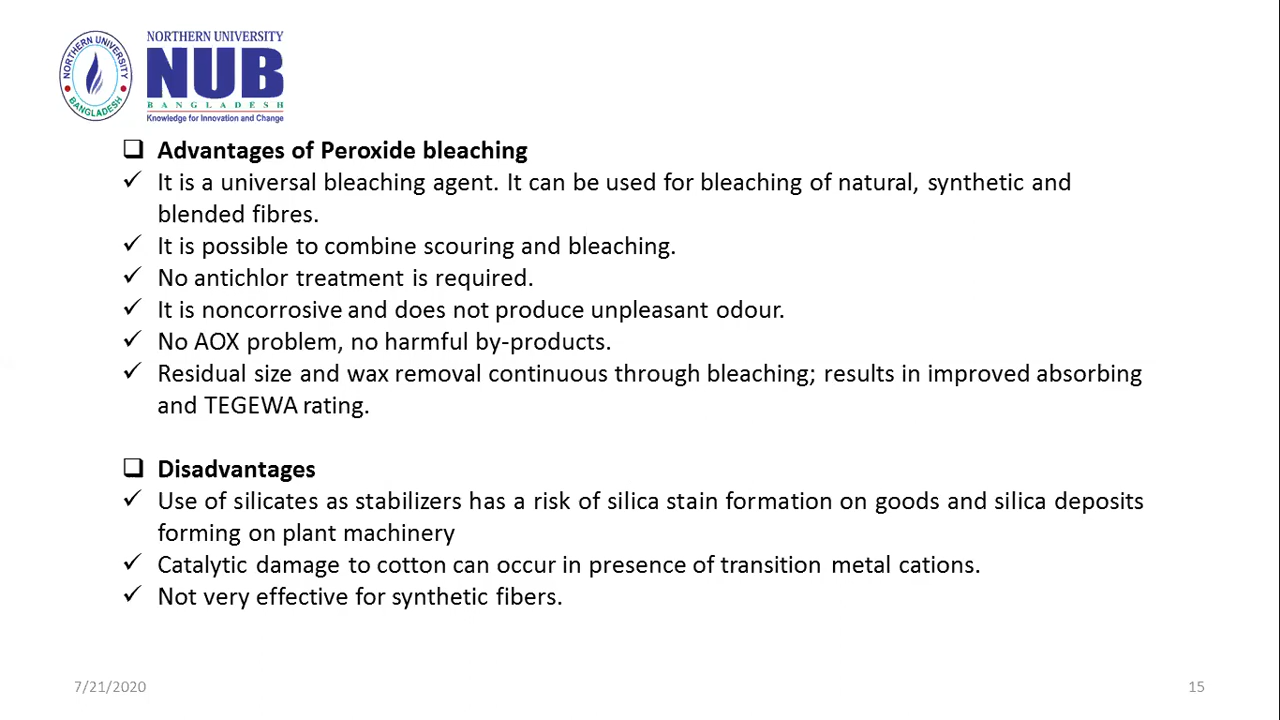 NORTHERN UNIVERSITY
BANGLADESH
NORTHERN UNIVERSITY
NUB
BANGLADESH
Knowledge for Innovation and Change
Advantages of Peroxide bleaching
It is a universal bleaching agent. It can be used for bleaching of natural, synthetic and
blended fibres.
It is possible to combine scouring and bleaching.
No antichlor treatment is required.
It is noncorrosive and does not produce unpleasant odour.
No AOX problem, no harmful by-products.
Residual size and wax removal continuous through bleaching; results in improved absorbing
and TEGEWA rating.
Disadvantages
Use of silicates as stabilizers has a risk of silica stain formation on goods and silica deposits
forming on plant machinery
Catalytic damage to cotton can occur in presence of transition metal cations.
Not very effective for synthetic fibers.
7/21/2020
15